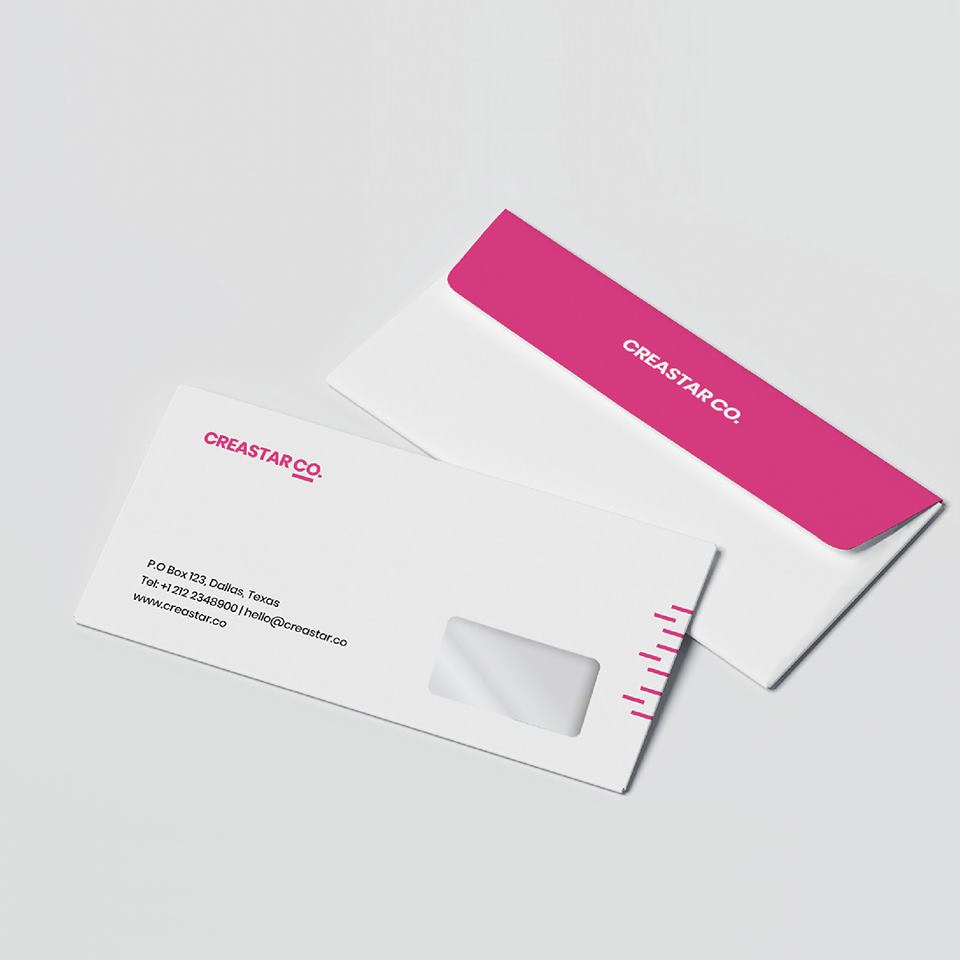 CREASTAR CO.
CREASTAR CO.
P.O Box 123, Dallas, Texas
Tel: +1 212 2348900 | hello@creastar.co
www.creastar.co